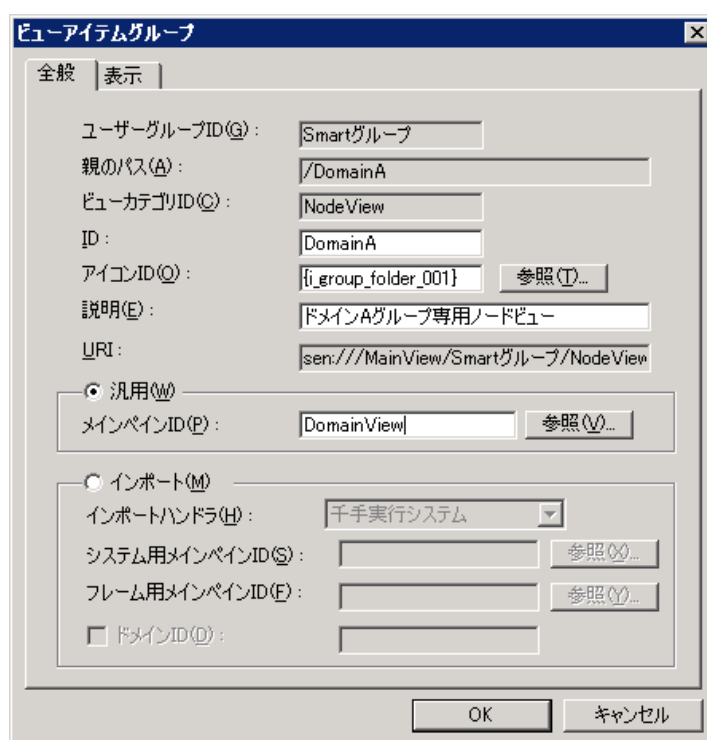 ビューアイテムグループ
全般 表示
ユーザーグループID(G): Smartグループ
親のパス(A): /DomainA
ビューカテゴリID(C): NodeView
ID: DomainA
アイコンID(O): {i_group_folder_001} 参照(T)...
説明(E): ドメインAグループ専用ノードビュー
URI: sen:///MainView/Smartグループ/NodeView
汎用(W)
メインペインID(P): DomainView 参照(V)...
インポート(M)
インポートハンドラ(H): 千手実行システム
システム用メインペインID(S): 参照(X)...
フレーム用メインペインID(F): 参照(Y)...
ドメインID(D):
OK キャンセル